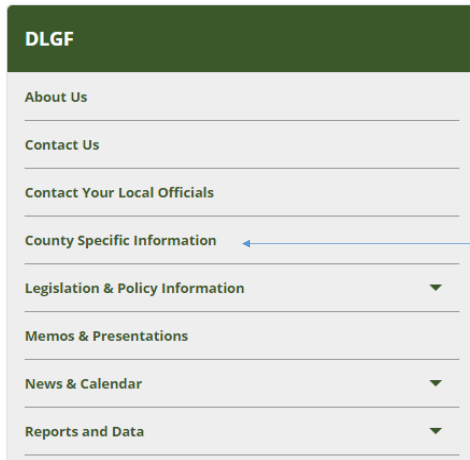 DLGF
About Us
Contact Us
Contact Your Local Officials
County Specific Information
Legislation & Policy Information
Memos & Presentations
News & Calendar
Reports and Data